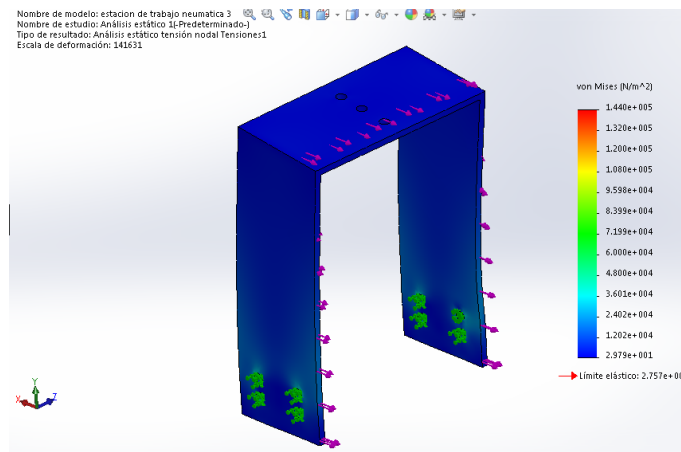 Nombre de modelo: estacion de trabajo neumatica 3
Nombre de estudio: Análisis estático 1(-Predeterminado-)
Tipo de resultado: Análisis estático tensión nodal Tensiones1
Escala de deformación: 141631
von Mises (N/m^2)
1.440e+005
1.320e+005
1.200e+005
1.080e+005
9.598e+004
8.399e+004
7.199e+004
6.000e+004
4.800e+004
3.601e+004
2.402e+004
1.202e+004
2.979e+001
Límite elástico: 2.757e+00
Y
X
Z